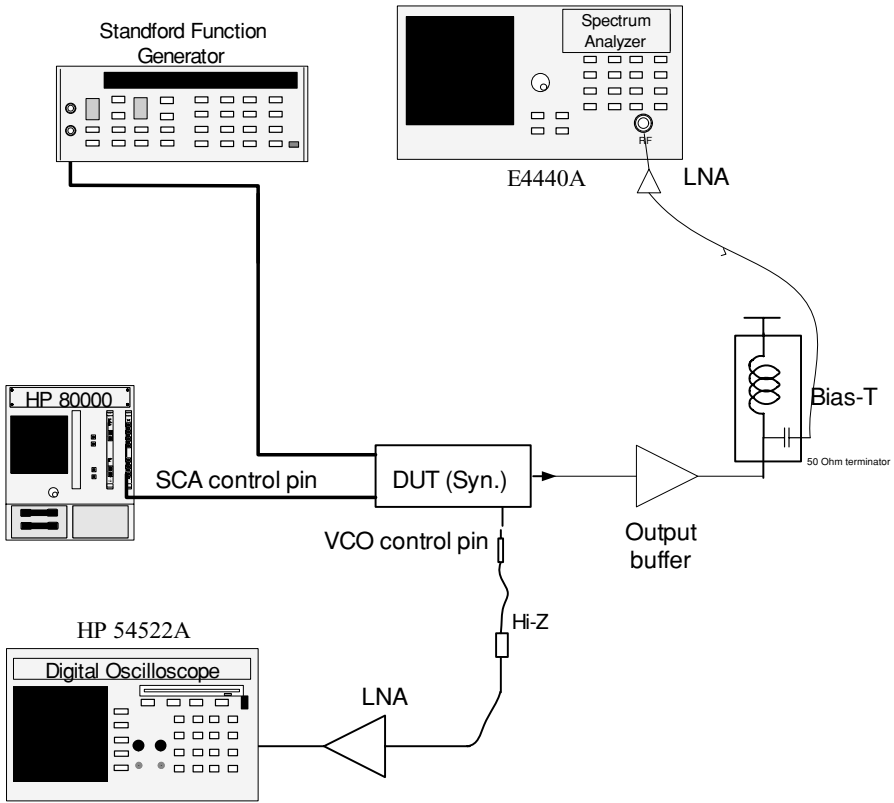 Standford Function
Generator
Spectrum
Analyzer
RF
E4440A
LNA
HP 80000
Bias-T
50 Ohm terminator
SCA control pin
DUT (Syn.)
VCO control pin
Output
buffer
Hi-Z
HP 54522A
Digital Oscilloscope
LNA